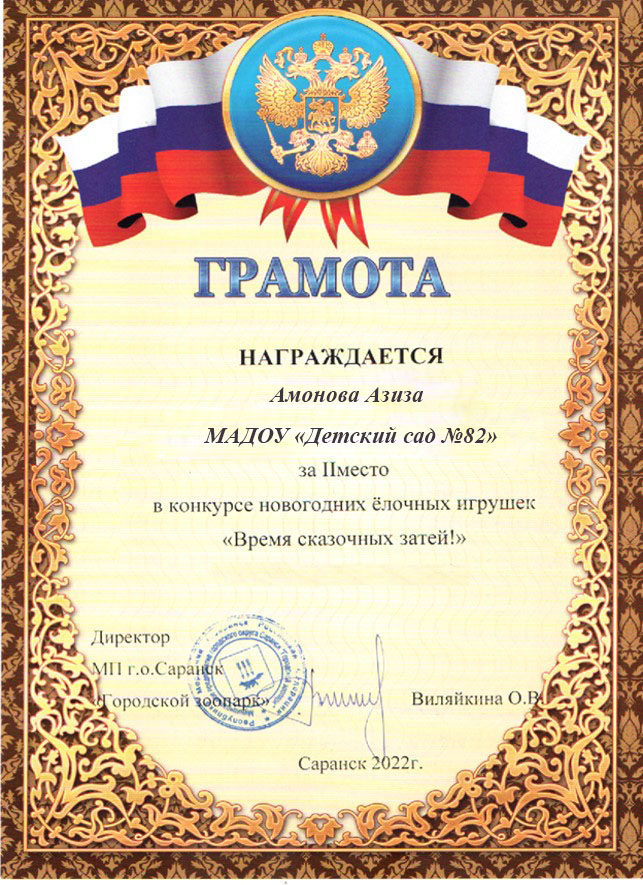 ГРАМОТА
НАГРАЖДАЕТСЯ
Амонова Азиза
МАДОУ «Детский сад №82»
за IIместо
в конкурсе новогодних ёлочных игрушек
«Время сказочных затей!»
Директор
МП г.о.Саранск
«Городской зоопарк»
Виляйкина О.В.
Саранск 2022г.